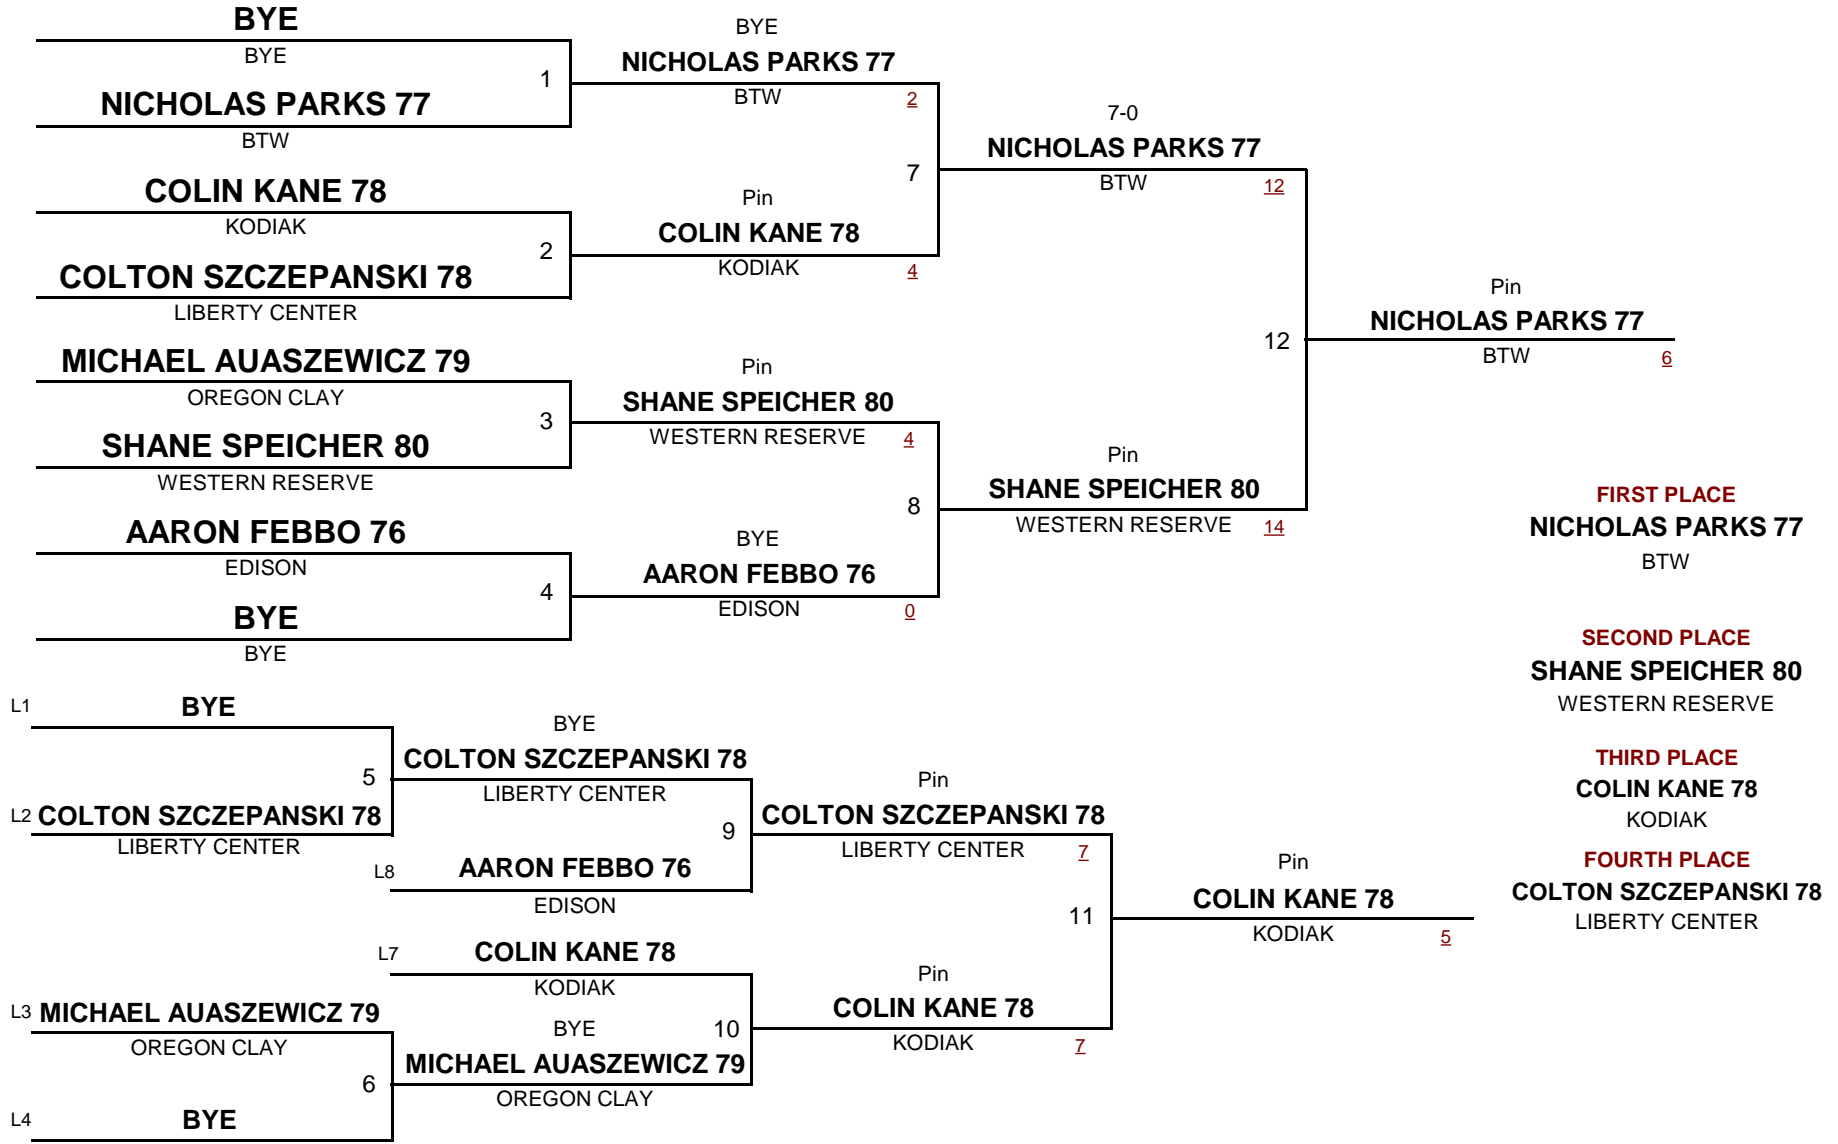 BYE
BYE
1
NICHOLAS PARKS 77
BTW
COLIN KANE 78
KODIAK
2
COLTON SZCZEPANSKI 78
LIBERTY CENTER
MICHAEL AUASZEWICZ 79
OREGON CLAY
3
SHANE SPEICHER 80
WESTERN RESERVE
AARON FEBBO 76
EDISON
4
BYE
BYE
BYE
NICHOLAS PARKS 77
BTW 2
7
Pin
COLIN KANE 78
KODIAK 4
Pin
SHANE SPEICHER 80
WESTERN RESERVE 4
8
BYE
AARON FEBBO 76
EDISON 0
7-0
NICHOLAS PARKS 77
BTW 12
12
Pin
SHANE SPEICHER 80
WESTERN RESERVE 14
Pin
NICHOLAS PARKS 77
BTW 6
L1 BYE
5
L2 COLTON SZCZEPANSKI 78
LIBERTY CENTER
BYE
COLTON SZCZEPANSKI 78
LIBERTY CENTER
9
L8 AARON FEBBO 76
EDISON
L7 COLIN KANE 78
KODIAK
L3 MICHAEL AUASZEWICZ 79
OREGON CLAY
6
L4 BYE
BYE 10
MICHAEL AUASZEWICZ 79
OREGON CLAY
Pin
COLTON SZCZEPANSKI 78
LIBERTY CENTER 7
11
Pin
COLIN KANE 78
KODIAK 7
Pin
COLIN KANE 78
KODIAK 5
FIRST PLACE
NICHOLAS PARKS 77
BTW
SECOND PLACE
SHANE SPEICHER 80
WESTERN RESERVE
THIRD PLACE
COLIN KANE 78
KODIAK
FOURTH PLACE
COLTON SZCZEPANSKI 78
LIBERTY CENTER